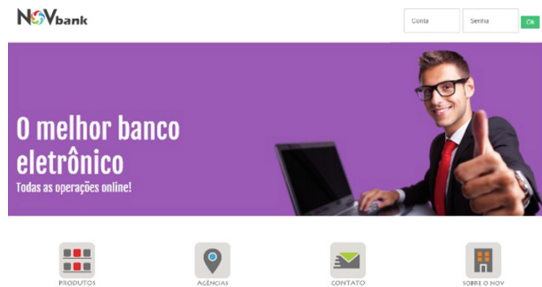 NOVbank
Conta Senha Ok
O melhor banco
eletrônico
Todas as operações online!
PRODUTOS AGÊNCIAS CONTATO SOBRE O NOV